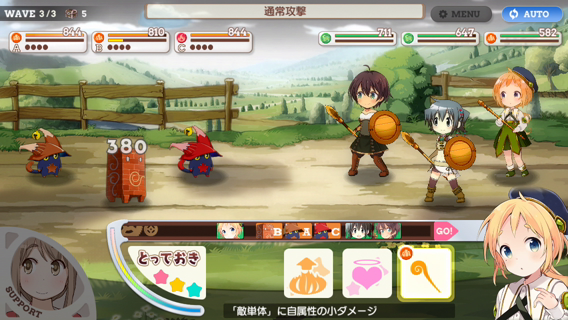 WAVE 3/3 5
通常攻撃
MENU
AUTO
844
810
844
711
647
582
A
B
C
380
B A C
GO!
とっておき
SUPPORT
「敵単体」に自属性の小ダメージ